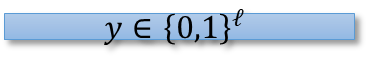 y ∈ {0,1}^ℓ